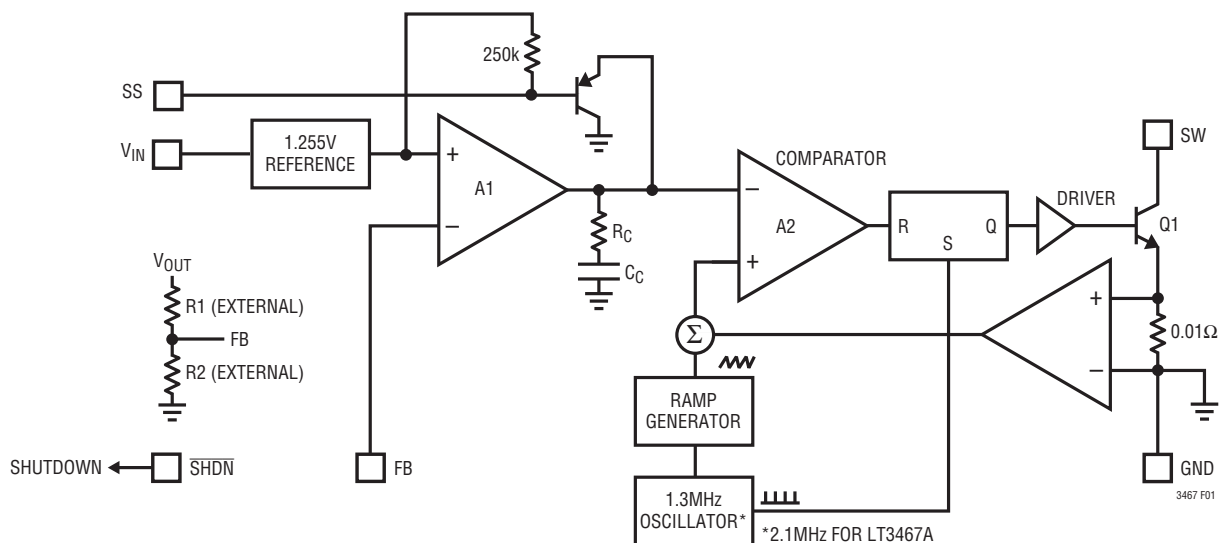 250k
SS
VIN
1.255V
REFERENCE
+
A1
−
RC
CC
COMPARATOR
−
A2
+
R
S
Q
DRIVER
SW
Q1
+
0.01Ω
−
GND
3467 F01
VOUT
R1 (EXTERNAL)
FB
R2 (EXTERNAL)
SHUTDOWN
SHDN
FB
Σ
RAMP
GENERATOR
1.3MHz
OSCILLATOR*
*2.1MHz FOR LT3467A